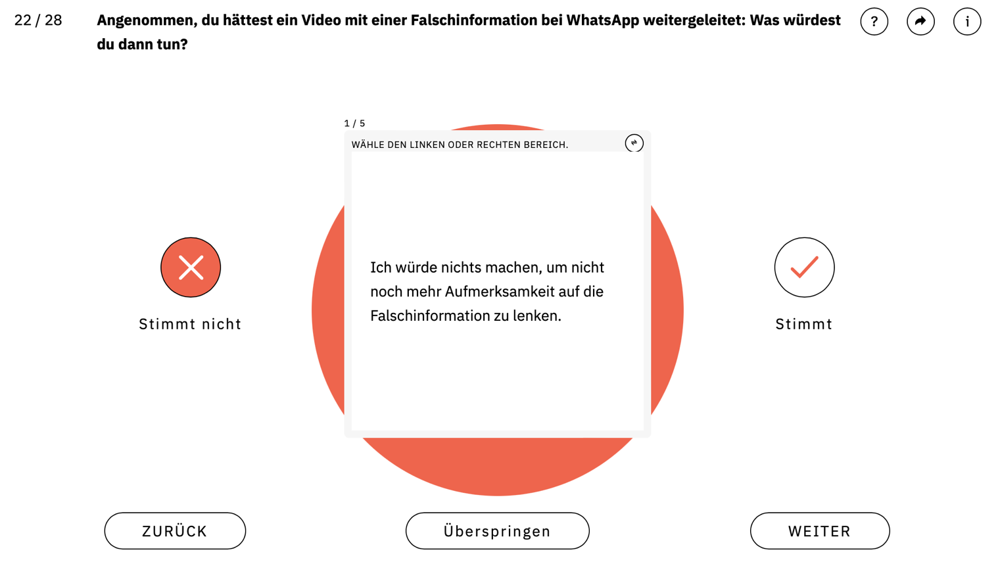 22 / 28
Angenommen, du hättest ein Video mit einer Falschinformation bei WhatsApp weitergeleitet: Was würdest
du dann tun?
?
i
1 / 5
WÄHLE DEN LINKEN ODER RECHTEN BEREICH.
Ich würde nichts machen, um nicht
noch mehr Aufmerksamkeit auf die
Falschinformation zu lenken.
Stimmt nicht
Stimmt
ZURÜCK
Überspringen
WEITER